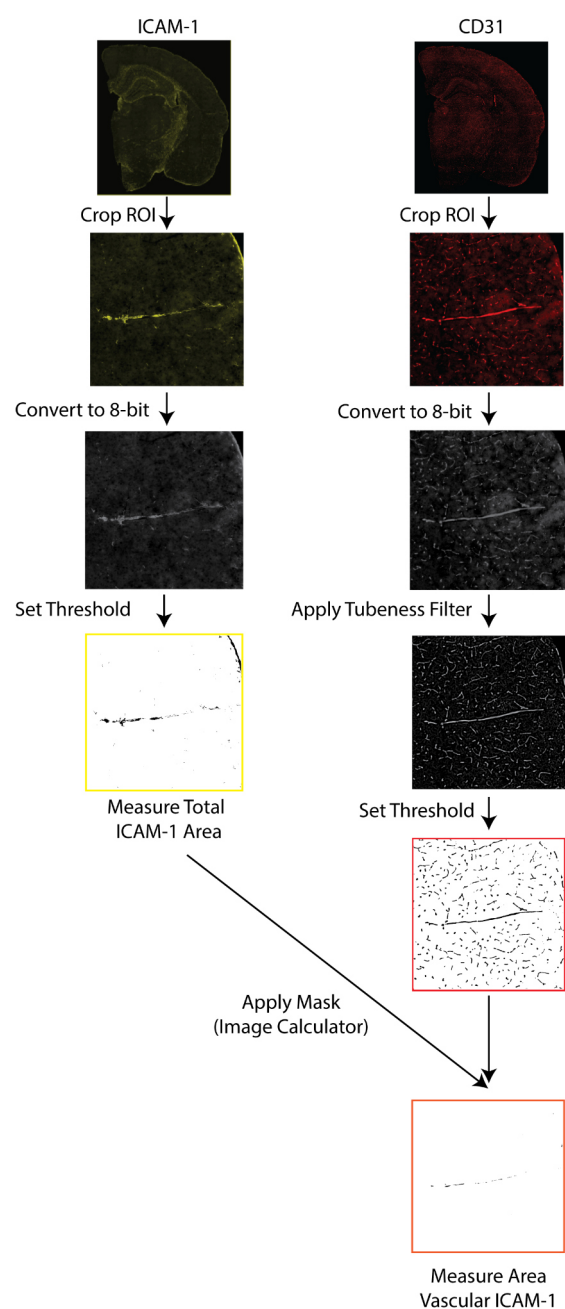 ICAM-1
CD31
Crop ROI
Crop ROI
Convert to 8-bit
Convert to 8-bit
Set Threshold
Apply Tubeness Filter
Measure Total
ICAM-1 Area
Set Threshold
Apply Mask
(Image Calculator)
Measure Area
Vascular ICAM-1